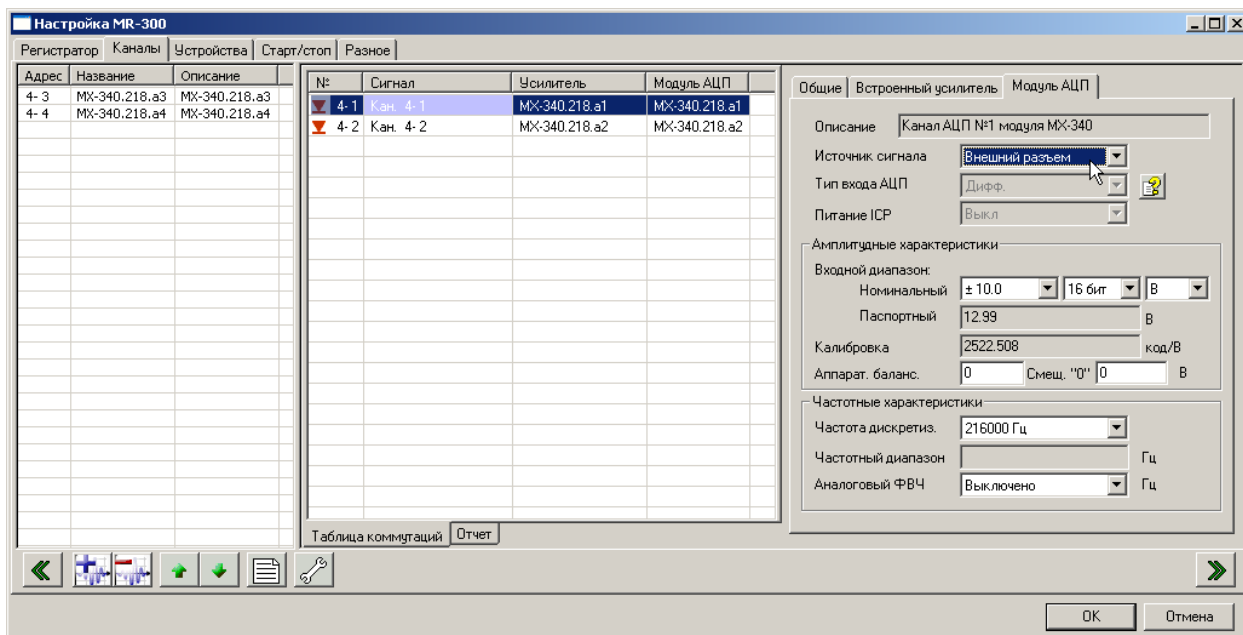 Настройка MR-300
Регистратор Каналы Устройства Старт/стоп Разное
Адрес Название Описание
4- 3 MX-340.218.a3 MX-340.218.a3
4- 4 MX-340.218.a4 MX-340.218.a4
№ Сигнал Усилитель Модуль АЦП
4- 1 Кан. 4- 1 MX-340.218.a1 MX-340.218.a1
4- 2 Кан. 4- 2 MX-340.218.a2 MX-340.218.a2
Таблица коммутаций Отчет
Общие Встроенный усилитель Модуль АЦП
Описание Канал АЦП №1 модуля MX-340
Источник сигнала Внешний разъем
Тип входа АЦП Дифф.
Питание ICP Выкл
Амплитудные характеристики
Входной диапазон:
Номинальный ± 10.0 16 бит В
Паспортный 12.99 В
Калибровка 2522.508 код/В
Аппарат. баланс. 0 Смещ. "0" 0 В
Частотные характеристики
Частота дискретиз. 216000 Гц
Частотный диапазон Гц
Аналоговый ФВЧ Выключено Гц
OK Отмена